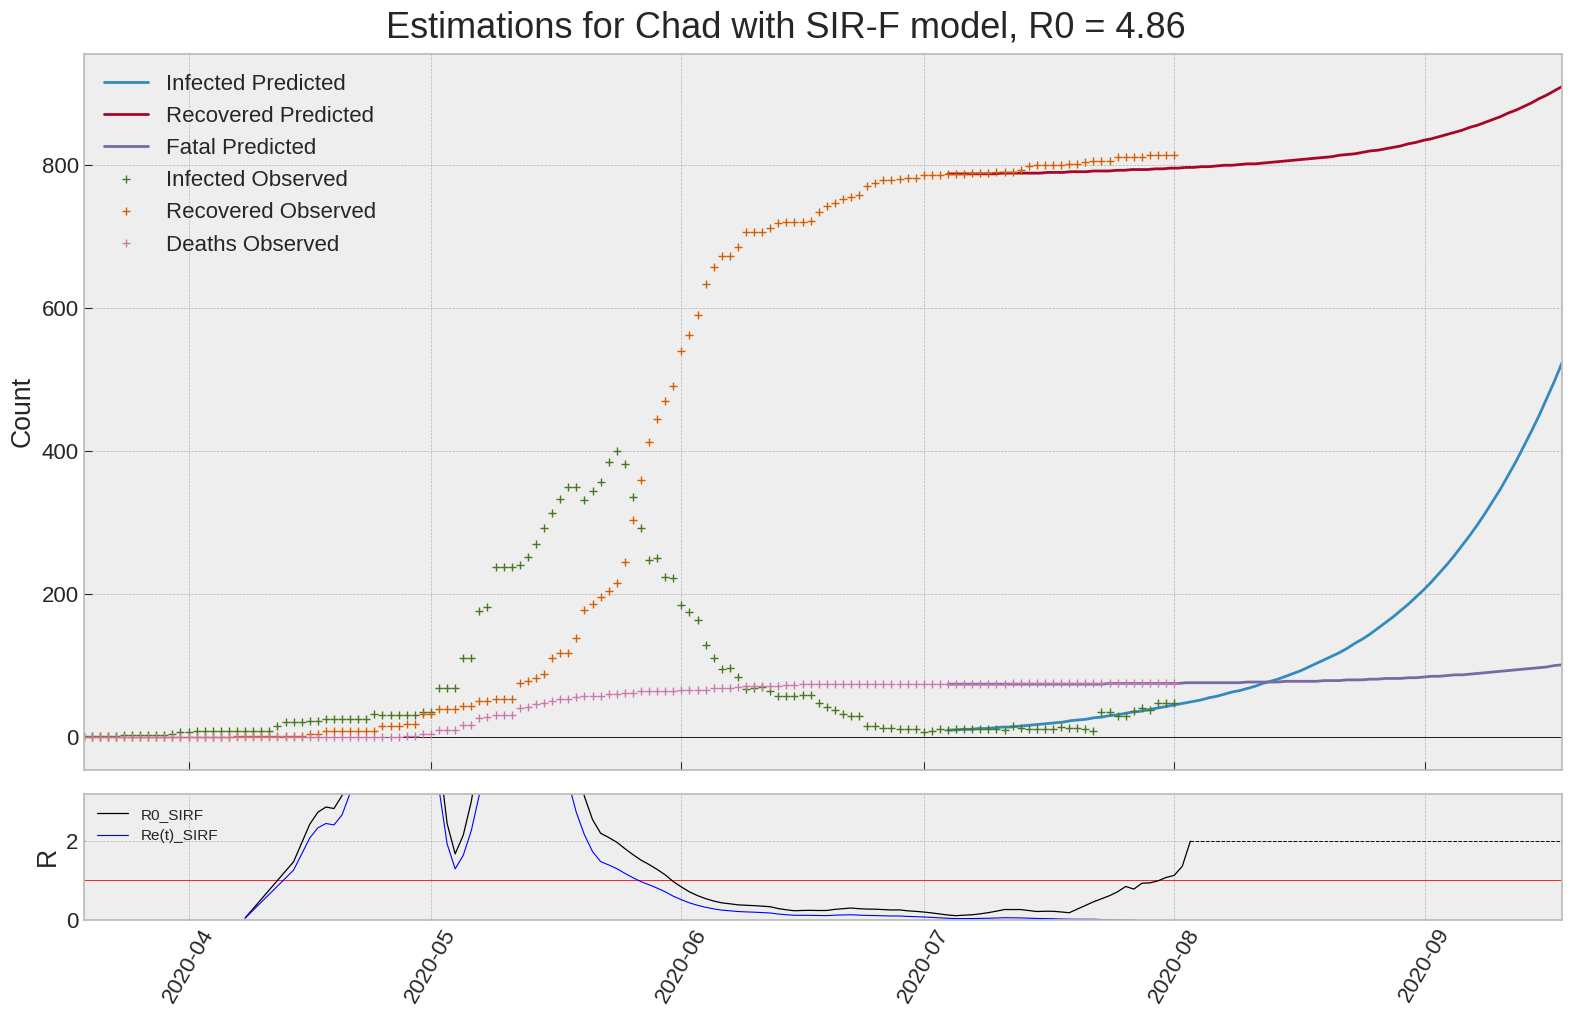 Estimations for Chad with SIR-F model, R0 = 4.86
Infected Predicted
Recovered Predicted
Fatal Predicted
Infected Observed
Recovered Observed
Deaths Observed
Count
800
600
400
200
0
R0_SIRF
Re(t)_SIRF
R
2
0
2020-04
2020-05
2020-06
2020-07
2020-08
2020-09